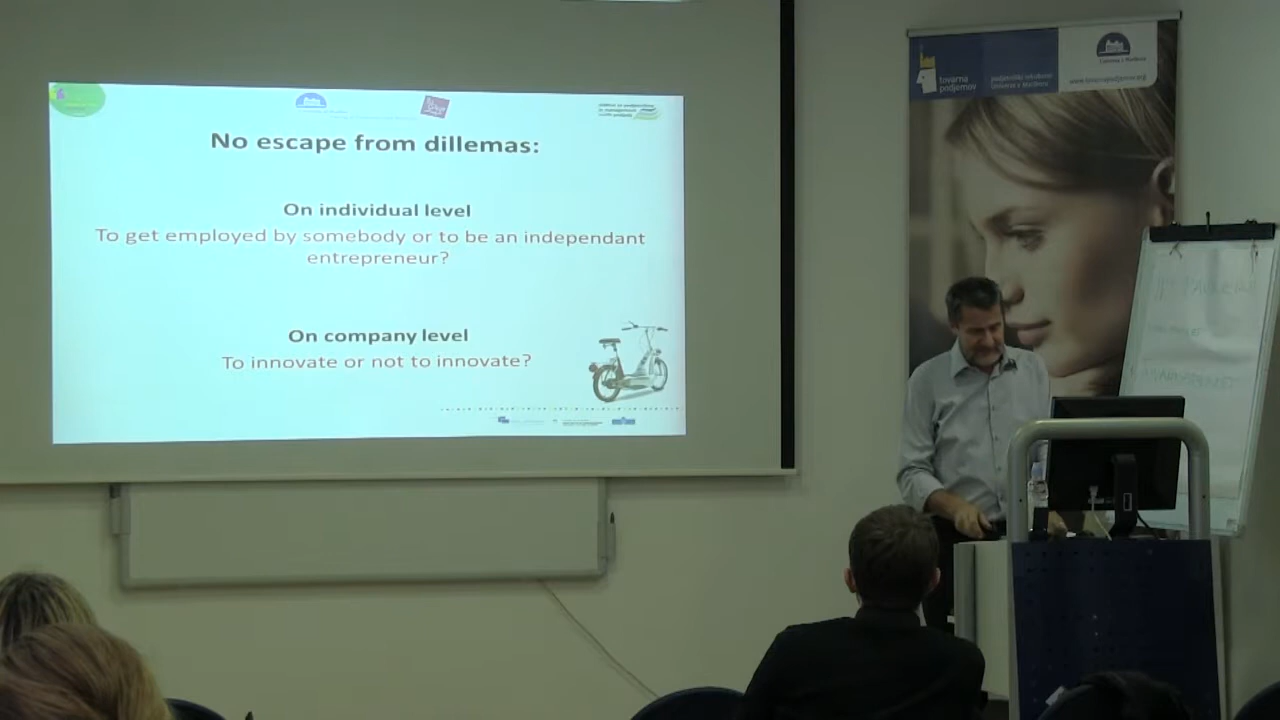 No escape from dillemas:
On individual level
To get employed by somebody or to be an independant
entrepreneur?
On company level
To innovate or not to innovate?
tovarna
podjemov